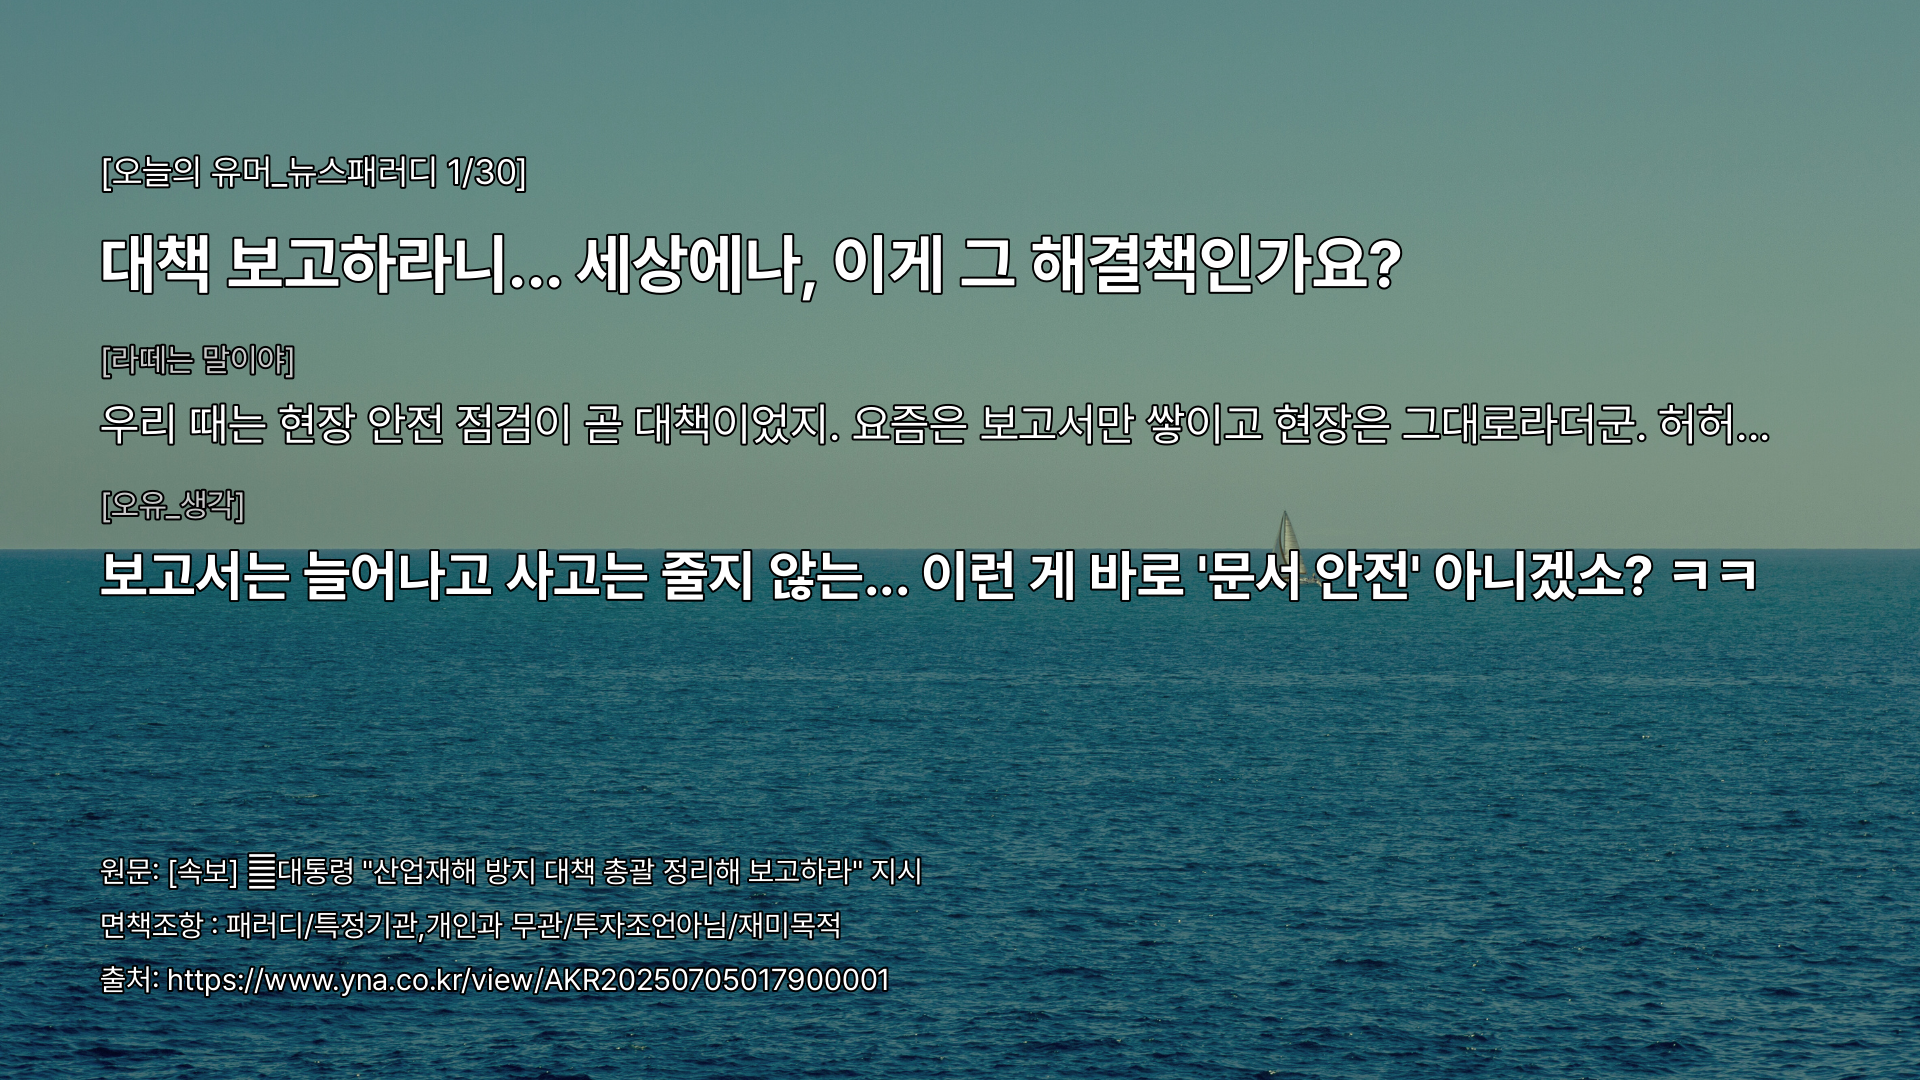 [오늘의 유머_뉴스패러디 1/30]
대책 보고하라니... 세상에나, 이게 그 해결책인가요?
[라떼는 말이야]
우리 때는 현장 안전 점검이 곧 대책이었지. 요즘은 보고서만 쌓이고 현장은 그대로라더군. 허허...
[오유_생각]
보고서는 늘어나고 사고는 줄지 않는... 이런 게 바로 '문서 안전' 아니겠소? ㅋㅋ
원문: [속보] 대통령 "산업재해 방지 대책 총괄 정리해 보고하라" 지시
면책조항 : 패러디/특정기관,개인과 무관/투자조언아님/재미목적
출처: https://www.yna.co.kr/view/AKR20250705017900001